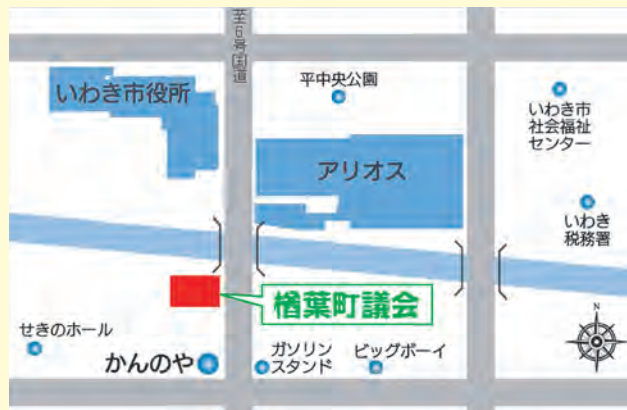 至6号国道
いわき市役所
平中央公園
いわき市
社会福祉
センター
アリオス
いわき
税務署
楢葉町議会
N
せきのホール
かんのや
ガソリン
スタンド
ビッグボーイ